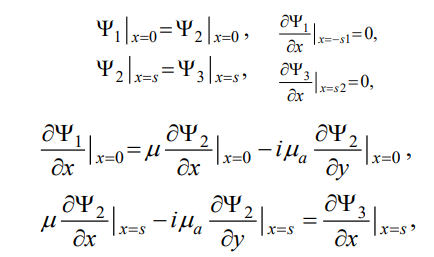 Ψ₁|ₓ₌₀=Ψ₂|ₓ₌₀ , ∂Ψ₁/∂x|ₓ₌₋ₛ₁=0,
Ψ₂|ₓ₌ₛ=Ψ₃|ₓ₌ₛ, ∂Ψ₃/∂x|ₓ₌ₛ₂=0,
∂Ψ₁/∂x|ₓ₌₀=μ ∂Ψ₂/∂x|ₓ₌₀ −iμₐ ∂Ψ₂/∂y|ₓ₌₀ ,
μ ∂Ψ₂/∂x|ₓ₌ₛ −iμₐ ∂Ψ₂/∂y|ₓ₌ₛ = ∂Ψ₃/∂x|ₓ₌ₛ,